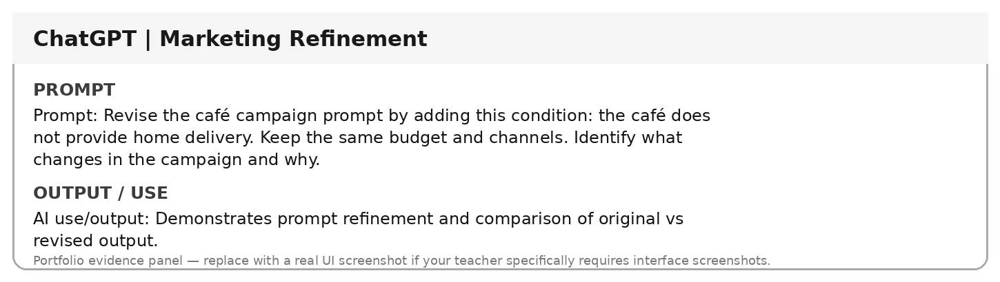 ChatGPT | Marketing Refinement
PROMPT
Prompt: Revise the café campaign prompt by adding this condition: the café does
not provide home delivery. Keep the same budget and channels. Identify what
changes in the campaign and why.
OUTPUT / USE
AI use/output: Demonstrates prompt refinement and comparison of original vs
revised output.
Portfolio evidence panel — replace with a real UI screenshot if your teacher specifically requires interface screenshots.